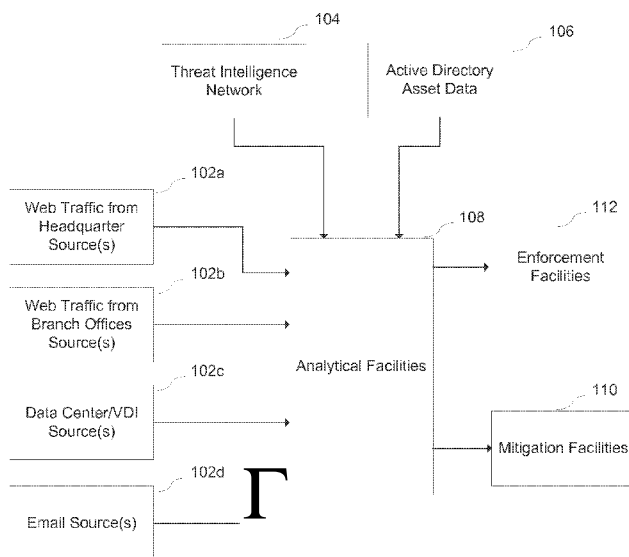 104
106
Threat Intelligence
Network
Active Directory
Asset Data
102a
Web Traffic from
Headquarter
Source(s)
108
112
Enforcement
Facilities
102b
Web Traffic from
Branch Offices
Source(s)
Analytical Facilities
102c
Data Center/VDI
Source(s)
110
Mitigation Facilities
102d
Γ
Email Source(s)